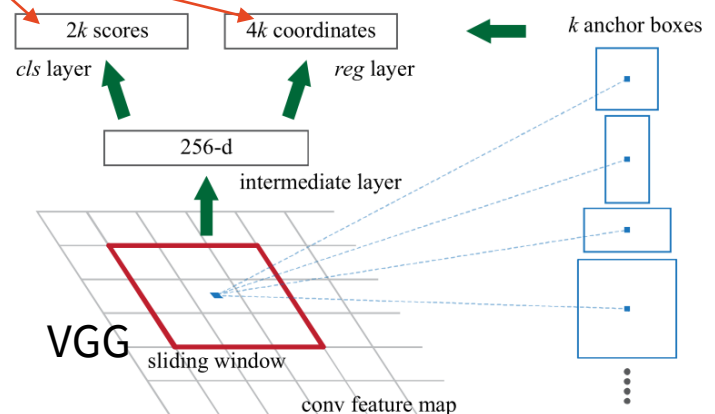 2k scores
4k coordinates
k anchor boxes
cls layer
reg layer
256-d
intermediate layer
VGG
sliding window
conv feature map